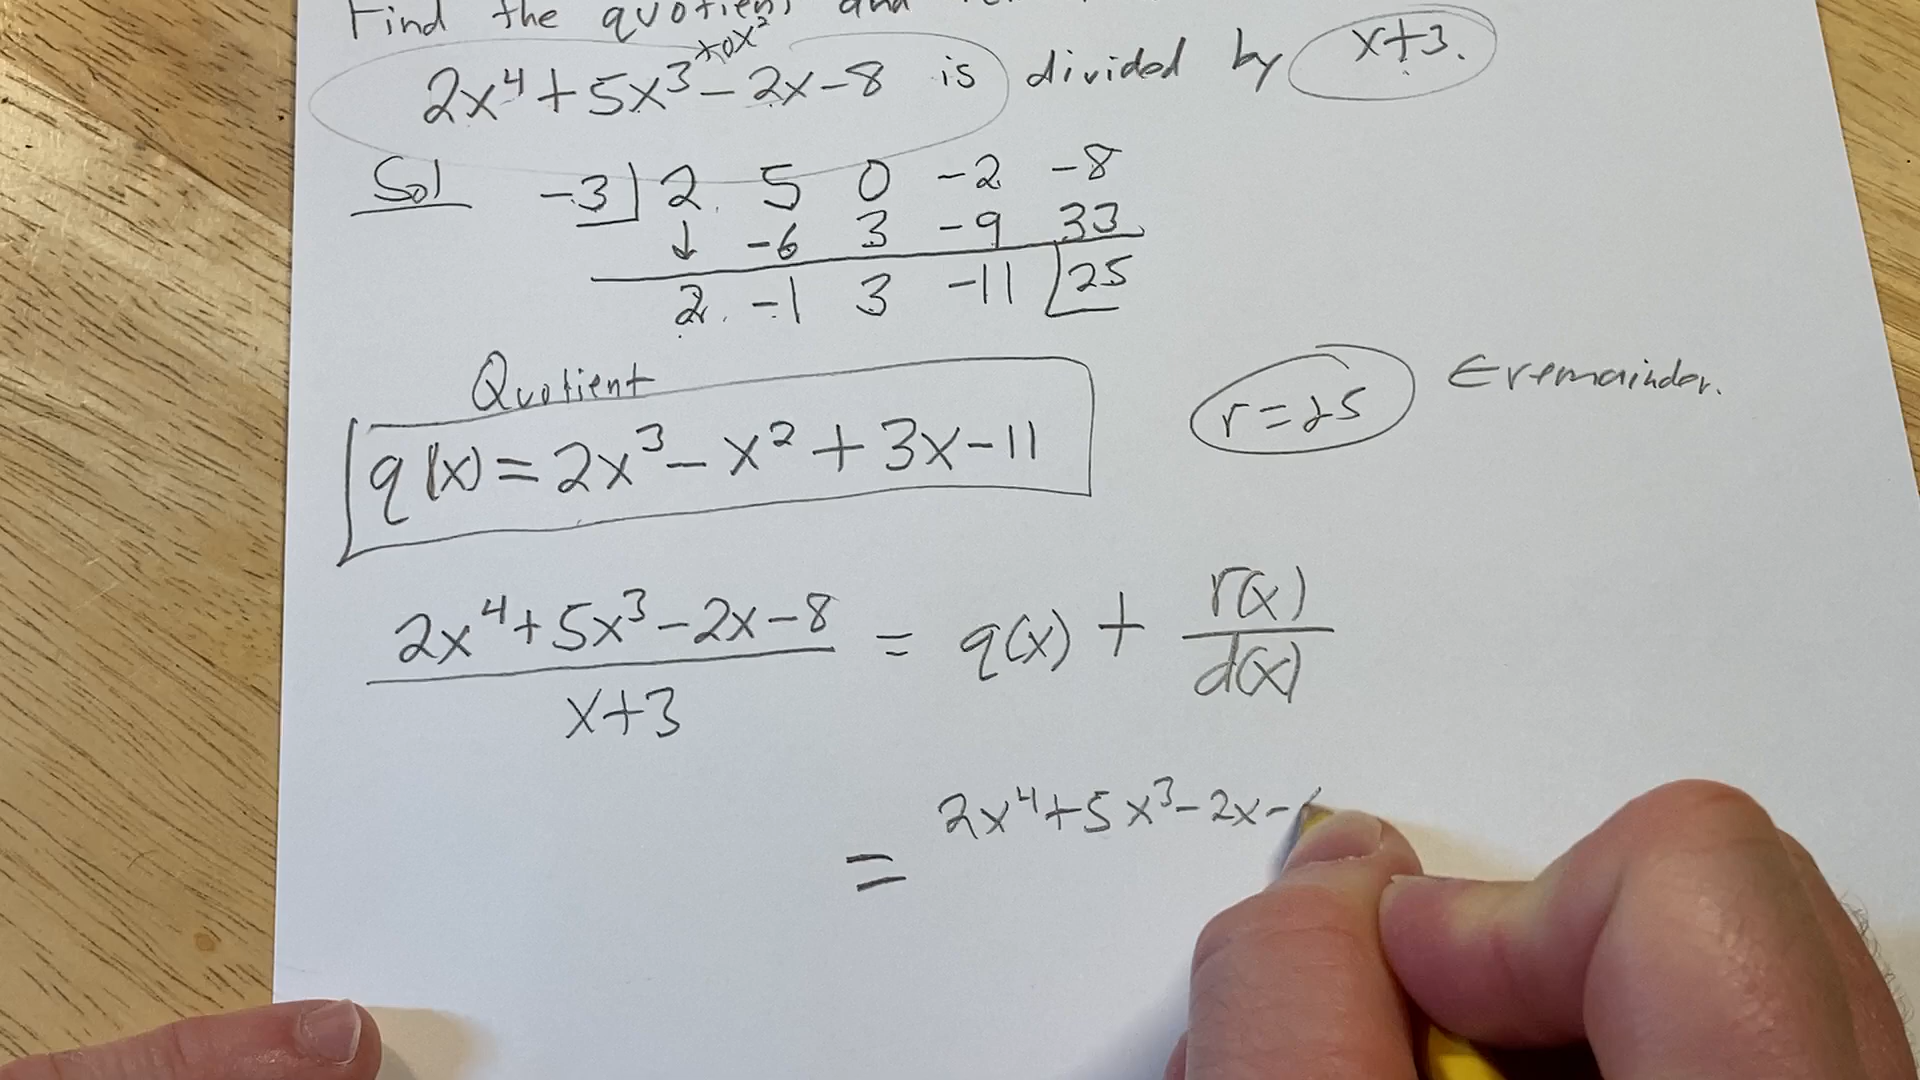 Find the quotient and
+0x²
2x⁴+5x³-2x-8 is divided by x+3.
Sol -3 2 5 0 -2 -8
↓ -6 3 -9 33
2 -1 3 -11 25
Quotient
q(x)=2x³-x²+3x-11 r=25 ← remainder.
2x⁴+5x³-2x-8 = q(x) + r(x)
x+3 d(x)
= 2x⁴+5x³-2x-